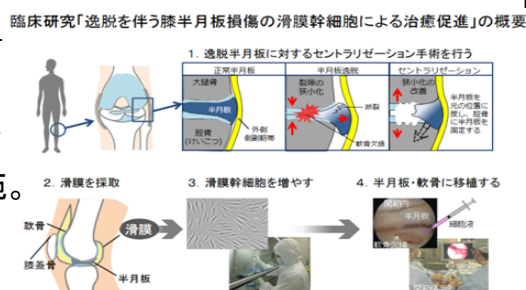 臨床研究「逸脱を伴う膝半月板損傷の滑膜幹細胞による治癒促進」の概要
1. 逸脱半月板に対するセントラリゼーション手術を行う
正常半月板
半月板逸脱
セントラリゼーション
大腿骨
半月板
脛骨
(けいこつ)
外側
側副靭帯
裂隙の
狭小化
断裂
軟骨欠損
狭小化の
改善
半月板を
元の位置に
戻し、脛骨
に半月板を
固定する
。
2. 滑膜を採取
3. 滑膜幹細胞を増やす
4. 半月板・軟骨に移植する
軟骨
膝蓋骨
滑膜
半月板
関節内
半月板
細胞液
軟骨欠損